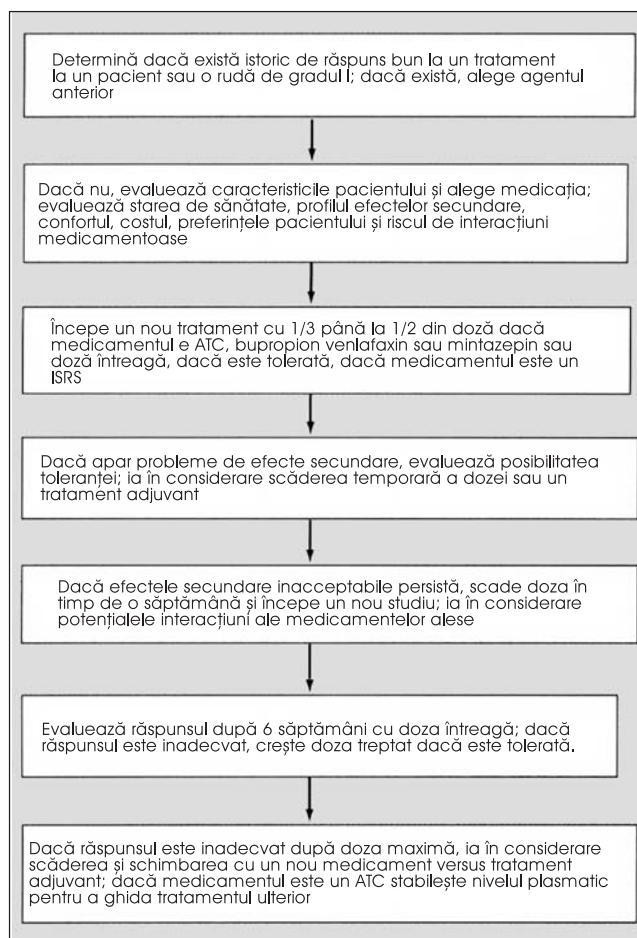 Determină dacă există istoric de răspuns bun la un tratament
la un pacient sau o rudă de gradul I; dacă există, alege agentul
anterior
Dacă nu, evaluează caracteristicile pacientului și alege medicația;
evaluează starea de sănătate, profilul efectelor secundare,
confortul, costul, preferințele pacientului și riscul de interacțiuni
medicamentoase
Începe un nou tratament cu 1/3 până la 1/2 din doză dacă
medicamentul e ATC, bupropion venlafaxin sau mintazepin sau
doză întreagă, dacă este tolerată, dacă medicamentul este un
ISRS
Dacă apar probleme de efecte secundare, evaluează posibilitatea
toleranței; ia în considerare scăderea temporară a dozei sau un
tratament adjuvant
Dacă efectele secundare inacceptabile persistă, scade doza în
timp de o săptămână și începe un nou studiu; ia în considerare
potențialele interacțiuni ale medicamentelor alese
Evaluează răspunsul după 6 săptămâni cu doza întreagă; dacă
răspunsul este inadecvat, crește doza treptat dacă este tolerată.
Dacă răspunsul este inadecvat după doza maximă, ia în considerare
scăderea și schimbarea cu un nou medicament versus tratament
adjuvant; dacă medicamentul este un ATC stabilește nivelul plasmatic
pentru a ghida tratamentul ulterior